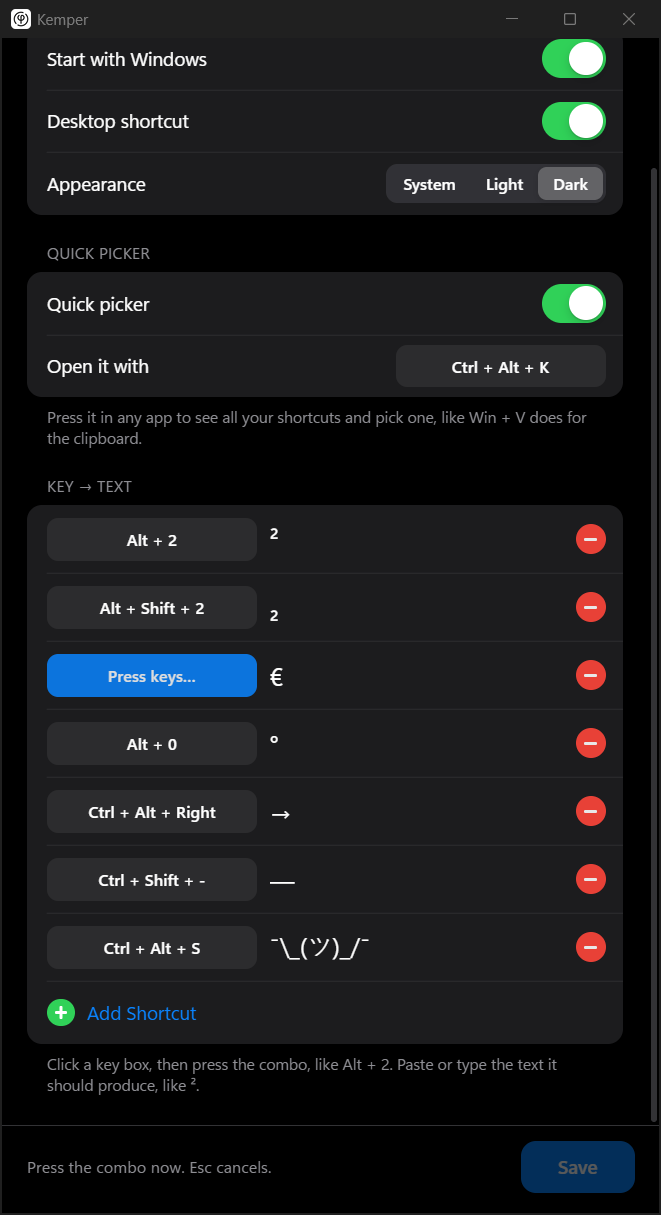 Kemper
Start with Windows
Desktop shortcut
Appearance
System Light Dark
QUICK PICKER
Quick picker
Open it with
Ctrl + Alt + K
Press it in any app to see all your shortcuts and pick one, like Win + V does for
the clipboard.
KEY → TEXT
Alt + 2 ²
Alt + Shift + 2 ₂
Press keys... €
Alt + 0 °
Ctrl + Alt + Right →
Ctrl + Shift + - —
Ctrl + Alt + S ¯\_(ツ)_/¯
Add Shortcut
Click a key box, then press the combo, like Alt + 2. Paste or type the text it
should produce, like ².
Press the combo now. Esc cancels.
Save